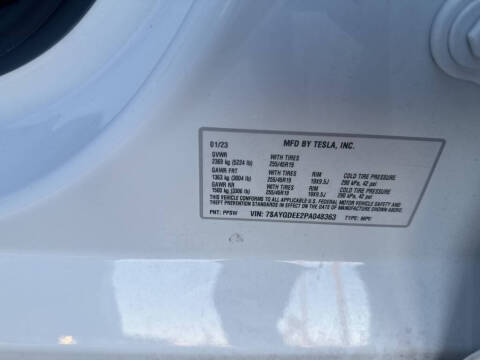 01/23 MFD BY TESLA, INC.
GVWR WITH TIRES
2369 kg (5224 lb) 255/45R19
GAWR FRT WITH TIRES RIM COLD TIRE PRESSURE
1363 kg (3004 lb) 255/45R19 19X9.5J 290 kPa, 42 psi
GAWR RR WITH TIRES RIM COLD TIRE PRESSURE
1500 kg (3306 lb) 255/45R19 19X9.5J 290 kPa, 42 psi
THIS VEHICLE CONFORMS TO ALL APPLICABLE U.S. FEDERAL MOTOR VEHICLE SAFETY AND
THEFT PREVENTION STANDARDS IN EFFECT ON THE DATE OF MANUFACTURE SHOWN ABOVE.
PNT: PPSW VIN: 7SAYGDEE2PA048363 TYPE: MPV